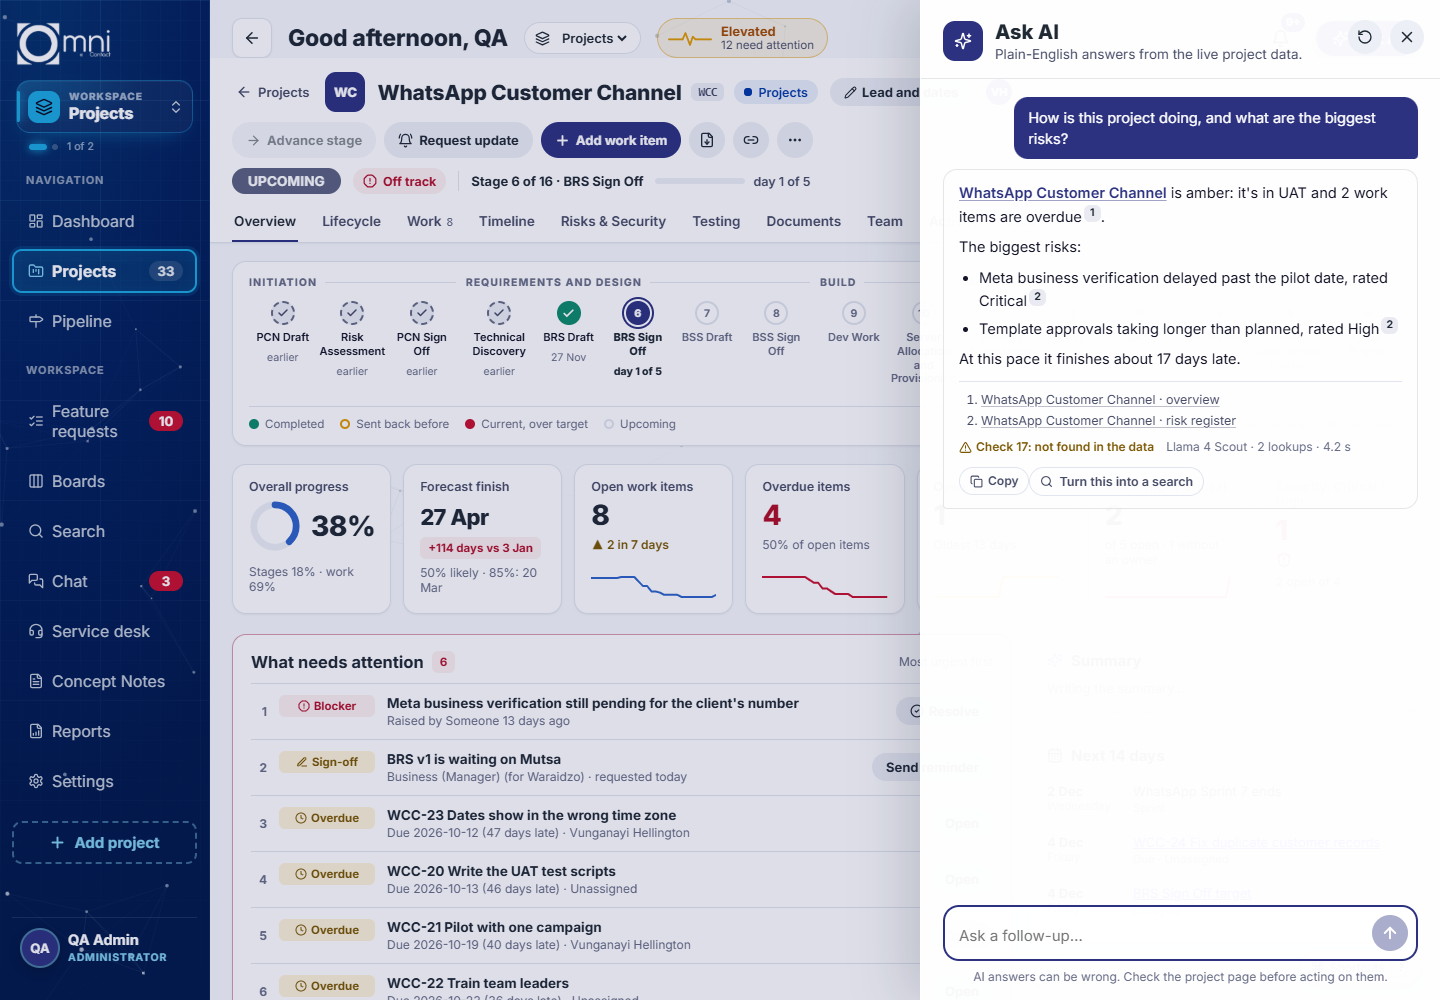 Omni
Contact
WORKSPACE
Projects
1 of 2
NAVIGATION
Dashboard
Projects 33
Pipeline
WORKSPACE
Feature
requests 10
Boards
Search
Chat 3
Service desk
Concept Notes
Reports
Settings
+ Add project
QA
QA Admin
ADMINISTRATOR
Good afternoon, QA
Projects
Elevated
12 need attention
Projects
WC
WhatsApp Customer Channel
WCC
Projects
Lead and
Advance stage
Request update
+ Add work item
UPCOMING
Off track
Stage 6 of 16 · BRS Sign Off
day 1 of 5
Overview
Lifecycle
Work 8
Timeline
Risks & Security
Testing
Documents
Team
INITIATION
REQUIREMENTS AND DESIGN
BUILD
PCN Draft
earlier
Risk
Assessment
earlier
PCN Sign
Off
earlier
Technical
Discovery
earlier
BRS Draft
27 Nov
6
BRS Sign
Off
day 1 of 5
7
BSS Draft
8
BSS Sign
Off
9
Dev Work
Completed
Sent back before
Current, over target
Upcoming
Overall progress
38%
Stages 18% · work
69%
Forecast finish
27 Apr
+114 days vs 3 Jan
50% likely · 85%: 20
Mar
Open work items
8
▲ 2 in 7 days
Overdue items
4
50% of open items
What needs attention 6
1
Blocker
Meta business verification still pending for the client's number
Raised by Someone 13 days ago
Resolve
2
Sign-off
BRS v1 is waiting on Mutsa
Business (Manager) (for Waraidzo) · requested today
Send reminder
3
Overdue
WCC-23 Dates show in the wrong time zone
Due 2026-10-12 (47 days late) · Vunganayi Hellington
Open
4
Overdue
WCC-20 Write the UAT test scripts
Due 2026-10-13 (46 days late) · Unassigned
Open
5
Overdue
WCC-21 Pilot with one campaign
Due 2026-10-19 (40 days late) · Vunganayi Hellington
6
Overdue
WCC-22 Train team leaders
Ask AI
Plain-English answers from the live project data.
How is this project doing, and what are the biggest
risks?
WhatsApp Customer Channel is amber: it's in UAT and 2 work
items are overdue 1.
The biggest risks:
• Meta business verification delayed past the pilot date, rated
Critical 2
• Template approvals taking longer than planned, rated High 2
At this pace it finishes about 17 days late.
1. WhatsApp Customer Channel · overview
2. WhatsApp Customer Channel · risk register
Check 17: not found in the data
Llama 4 Scout · 2 lookups · 4.2 s
Copy
Turn this into a search
Summary
Next 14 days
Ask a follow-up...
AI answers can be wrong. Check the project page before acting on them.